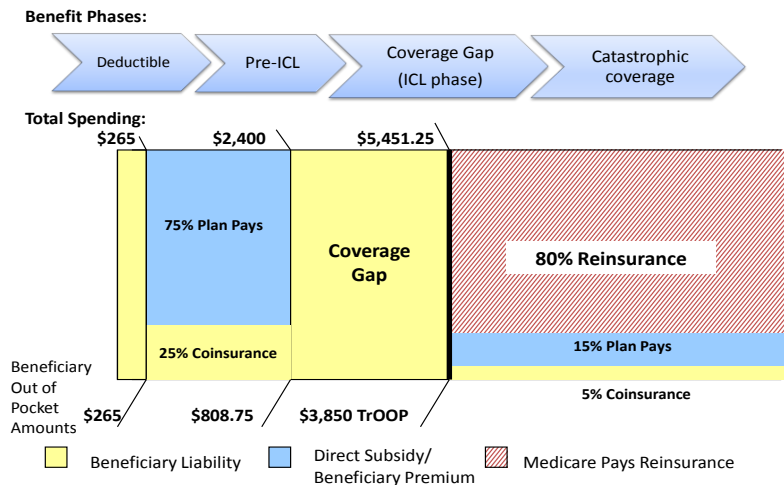 Benefit Phases:
Deductible
Pre-ICL
Coverage Gap
(ICL phase)
Catastrophic
coverage
Total Spending:
$265
$2,400
$5,451.25
75% Plan Pays
25% Coinsurance
Coverage
Gap
80% Reinsurance
15% Plan Pays
5% Coinsurance
Beneficiary
Out of
Pocket
Amounts
$265
$808.75
$3,850 TrOOP
Beneficiary Liability
Direct Subsidy/
Beneficiary Premium
Medicare Pays Reinsurance